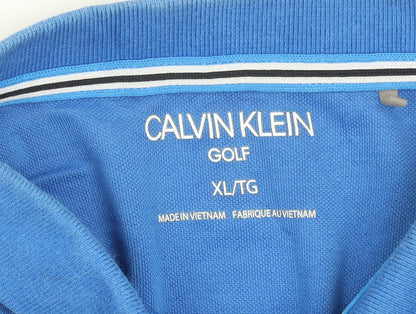 CALVIN KLEIN
GOLF
XL/TG
MADE IN VIETNAM FABRIQUE AU VIETNAM